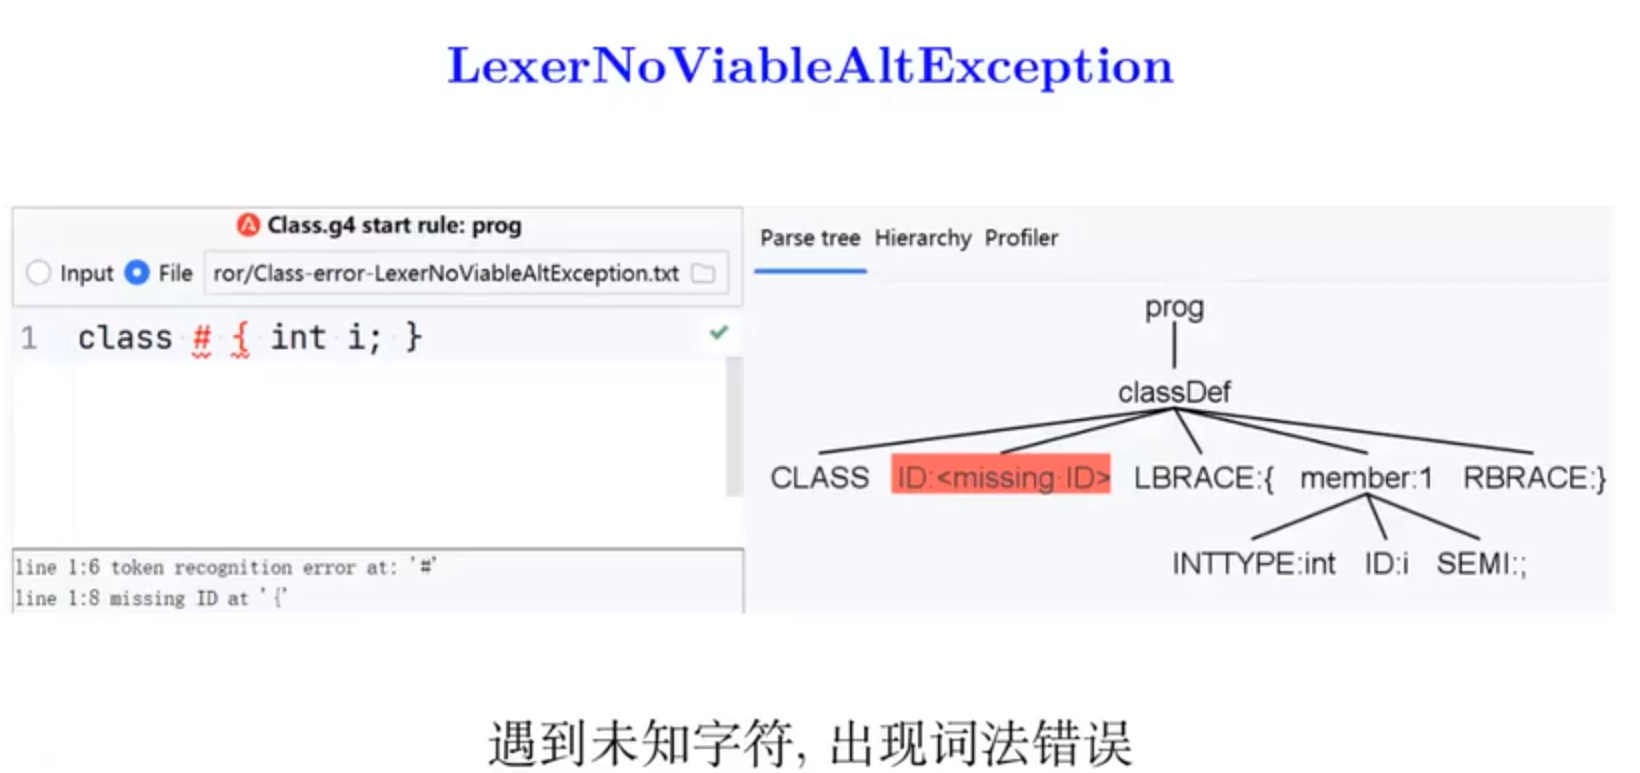 LexerNoViableAltException
Class.g4 start rule: prog
Input File ror/Class-error-LexerNoViableAltException.txt
1 class # { int i; }
line 1:6 token recognition error at: '#'
line 1:8 missing ID at '{'
Parse tree Hierarchy Profiler
prog
classDef
CLASS ID:<missing ID> LBRACE:{ member:1 RBRACE:}
INTTYPE:int ID:i SEMI:;
遇到未知字符, 出现词法错误